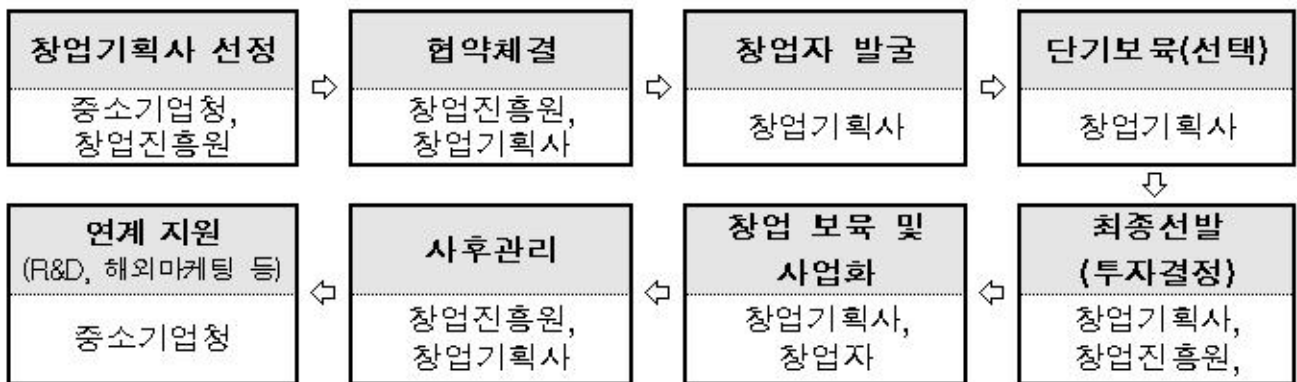 창업기획사 선정
중소기업청,
창업진흥원
⇨
협약체결
창업진흥원,
창업기획사
⇨
창업자 발굴
창업기획사
⇨
단기보육(선택)
창업기획사
⇩
최종선발
(투자결정)
창업기획사,
창업진흥원,
⇦
창업 보육 및
사업화
창업기획사,
창업자
⇦
사후관리
창업진흥원,
창업기획사
⇦
연계 지원
(R&D, 해외마케팅 등)
중소기업청